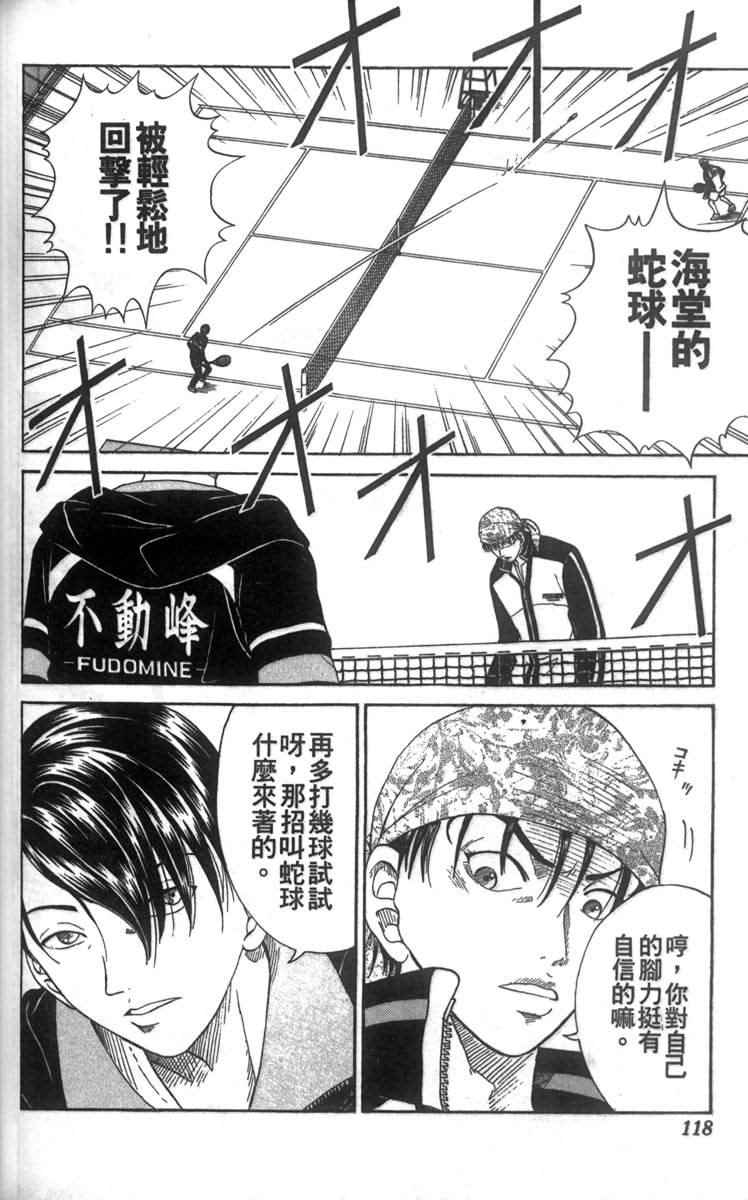 海堂的
蛇球——
被輕鬆地
回擊了!!
オ
オ
オ
オ
オ
オ
オ
不動峰
-FUDOMINE-
コキッ
哼，你對自己
的腳力挺有
自信的嘛。
再多打幾球試試
呀，那招叫蛇球
什麼來著的。
118